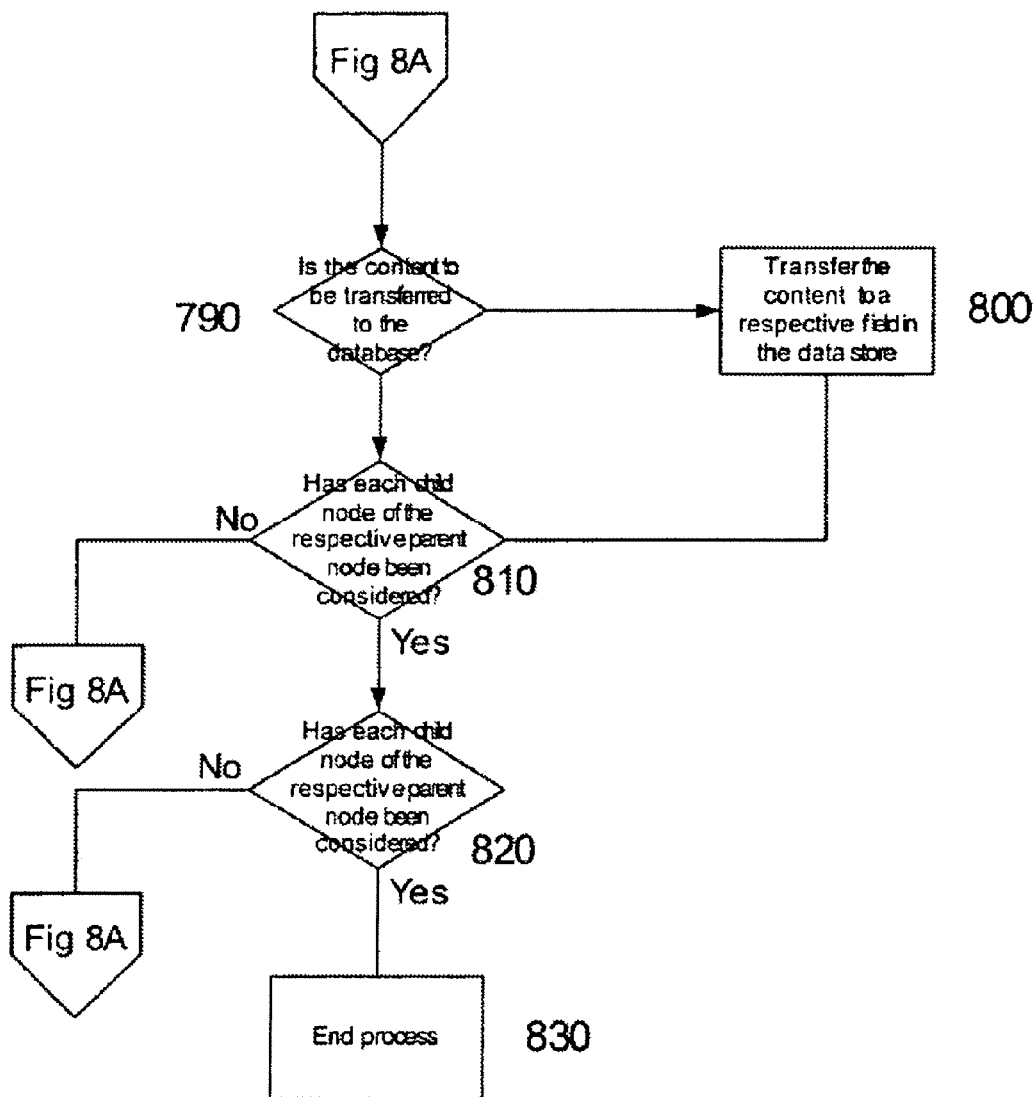 Fig 8A
Is the content to
be transferred
to the
database?
790
Transfer the
content to a
respective field in
the data store
800
Has each child
node of the
respective parent
node been
considered?
No
810
Yes
Fig 8A
Has each child
node of the
respective parent
node been
considered?
No
820
Yes
Fig 8A
End process
830